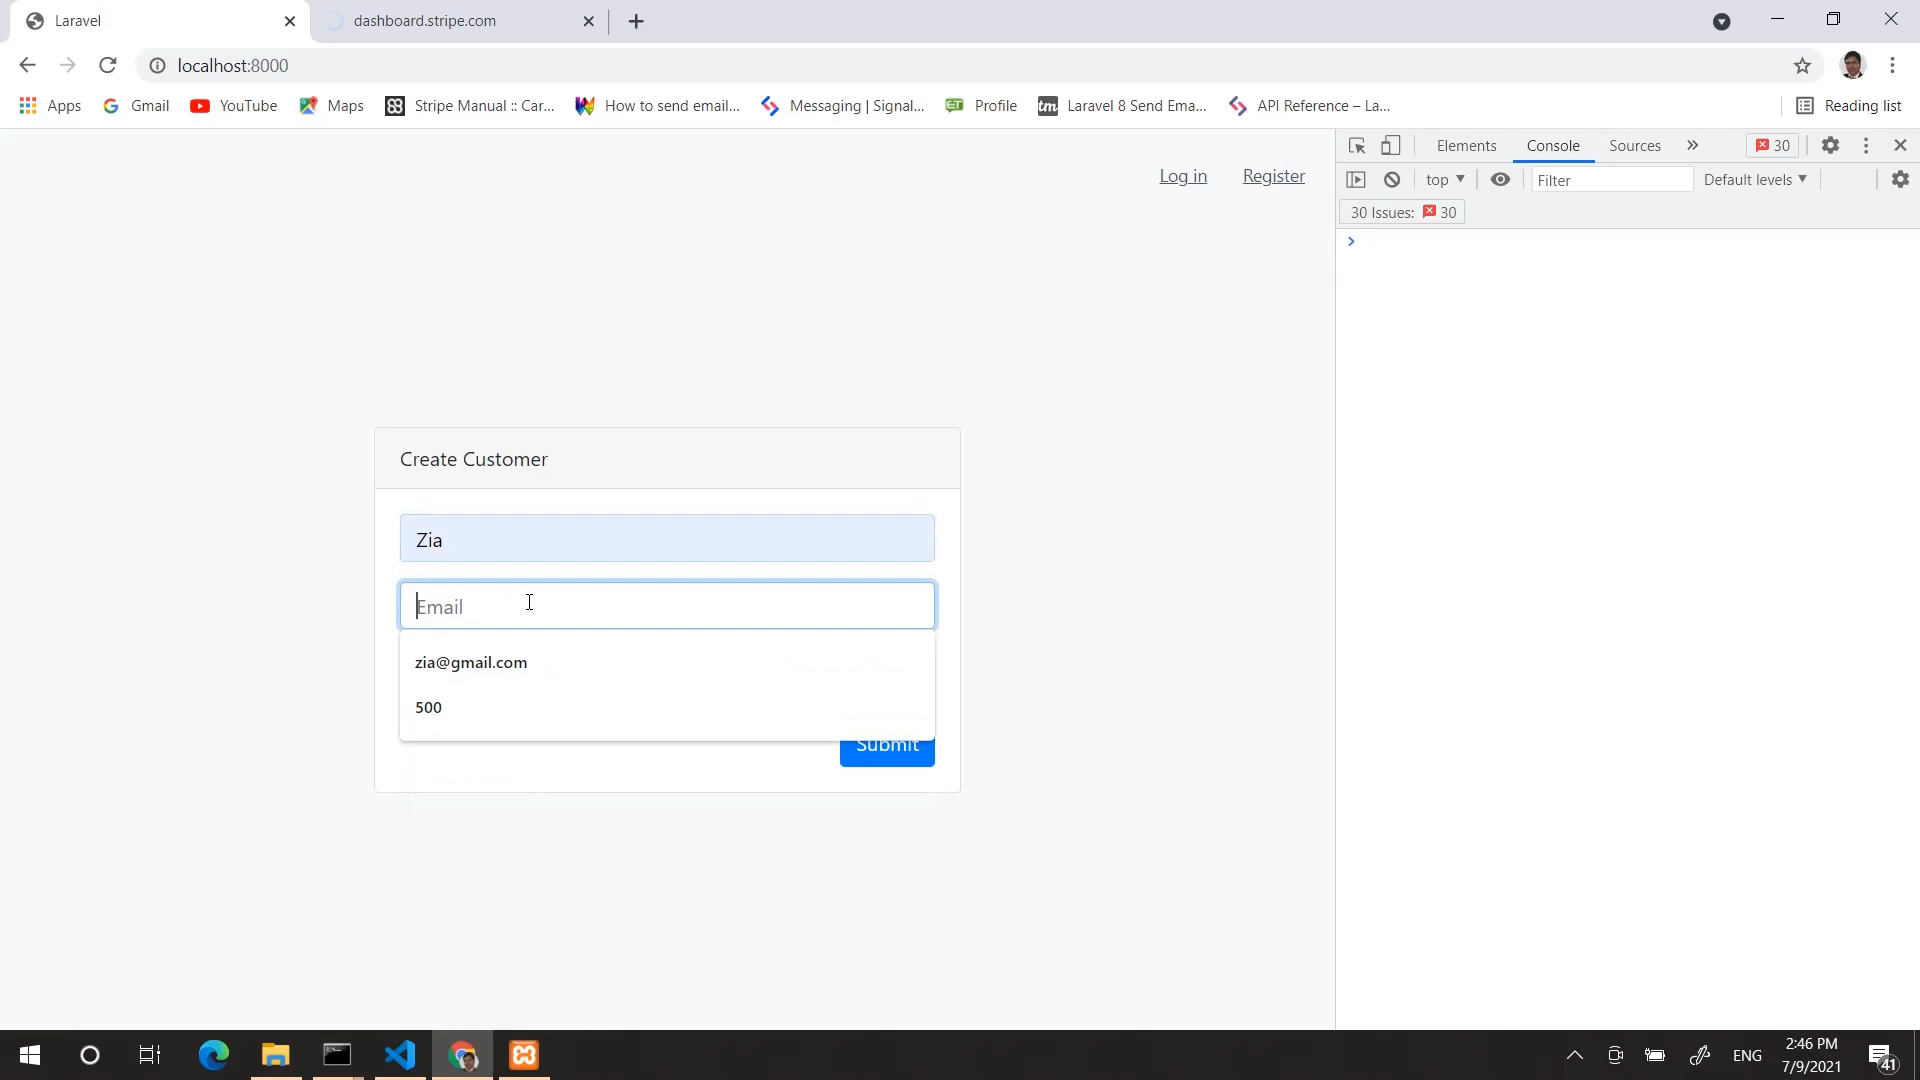 Laravel
dashboard.stripe.com
localhost:8000
Apps
Gmail
YouTube
Maps
Stripe Manual :: Car...
How to send email...
Messaging | Signal...
Profile
tm
Laravel 8 Send Ema...
API Reference – La...
Reading list
Log in
Register
Elements
Console
Sources
30
top
Filter
Default levels
30 Issues: 30
Create Customer
Zia
Email
zia@gmail.com
500
Submit
ENG
2:46 PM
7/9/2021
41